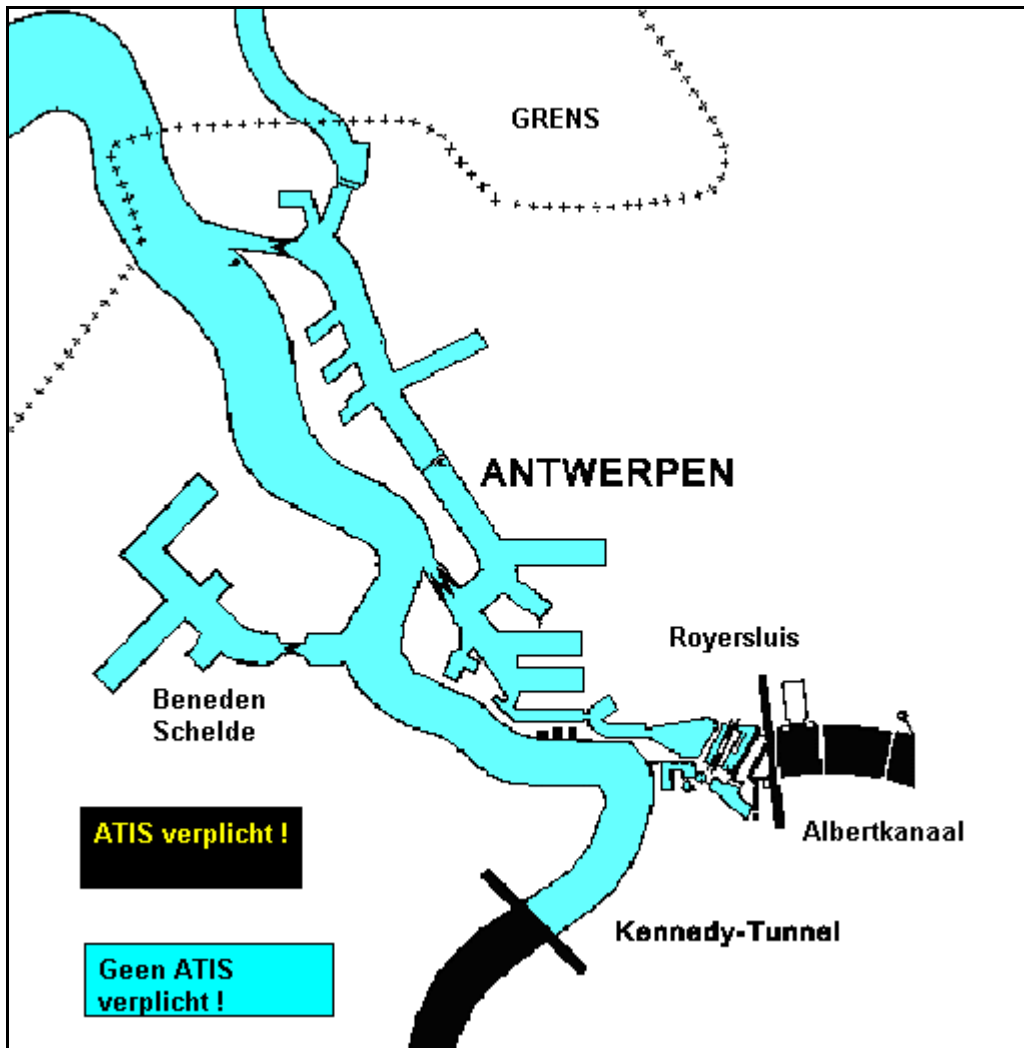 GRENS
ANTWERPEN
Royersluis
Beneden
Schelde
ATIS verplicht !
Albertkanaal
Kennedy-Tunnel
Geen ATIS
verplicht !